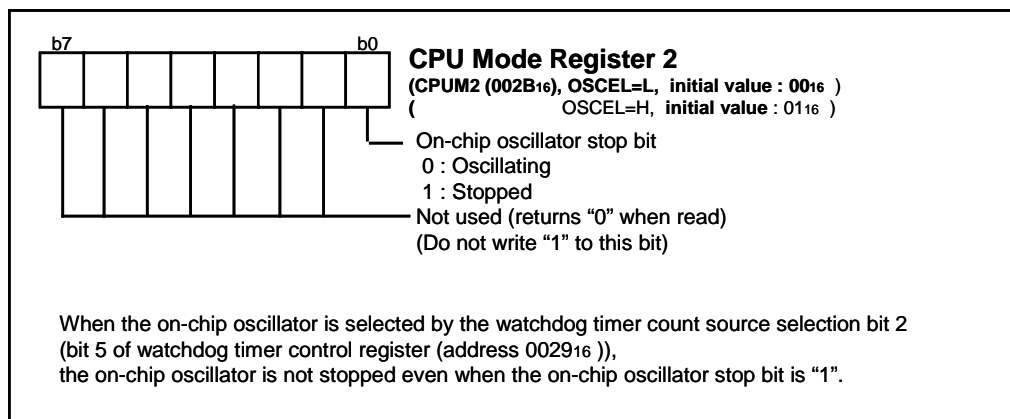 b7 b0
CPU Mode Register 2
(CPUM2 (002B16), OSCEL=L, initial value : 0016 )
( OSCEL=H, initial value : 0116 )
On-chip oscillator stop bit
0 : Oscillating
1 : Stopped
Not used (returns “0” when read)
(Do not write “1” to this bit)
When the on-chip oscillator is selected by the watchdog timer count source selection bit 2
(bit 5 of watchdog timer control register (address 002916 )),
the on-chip oscillator is not stopped even when the on-chip oscillator stop bit is “1”.